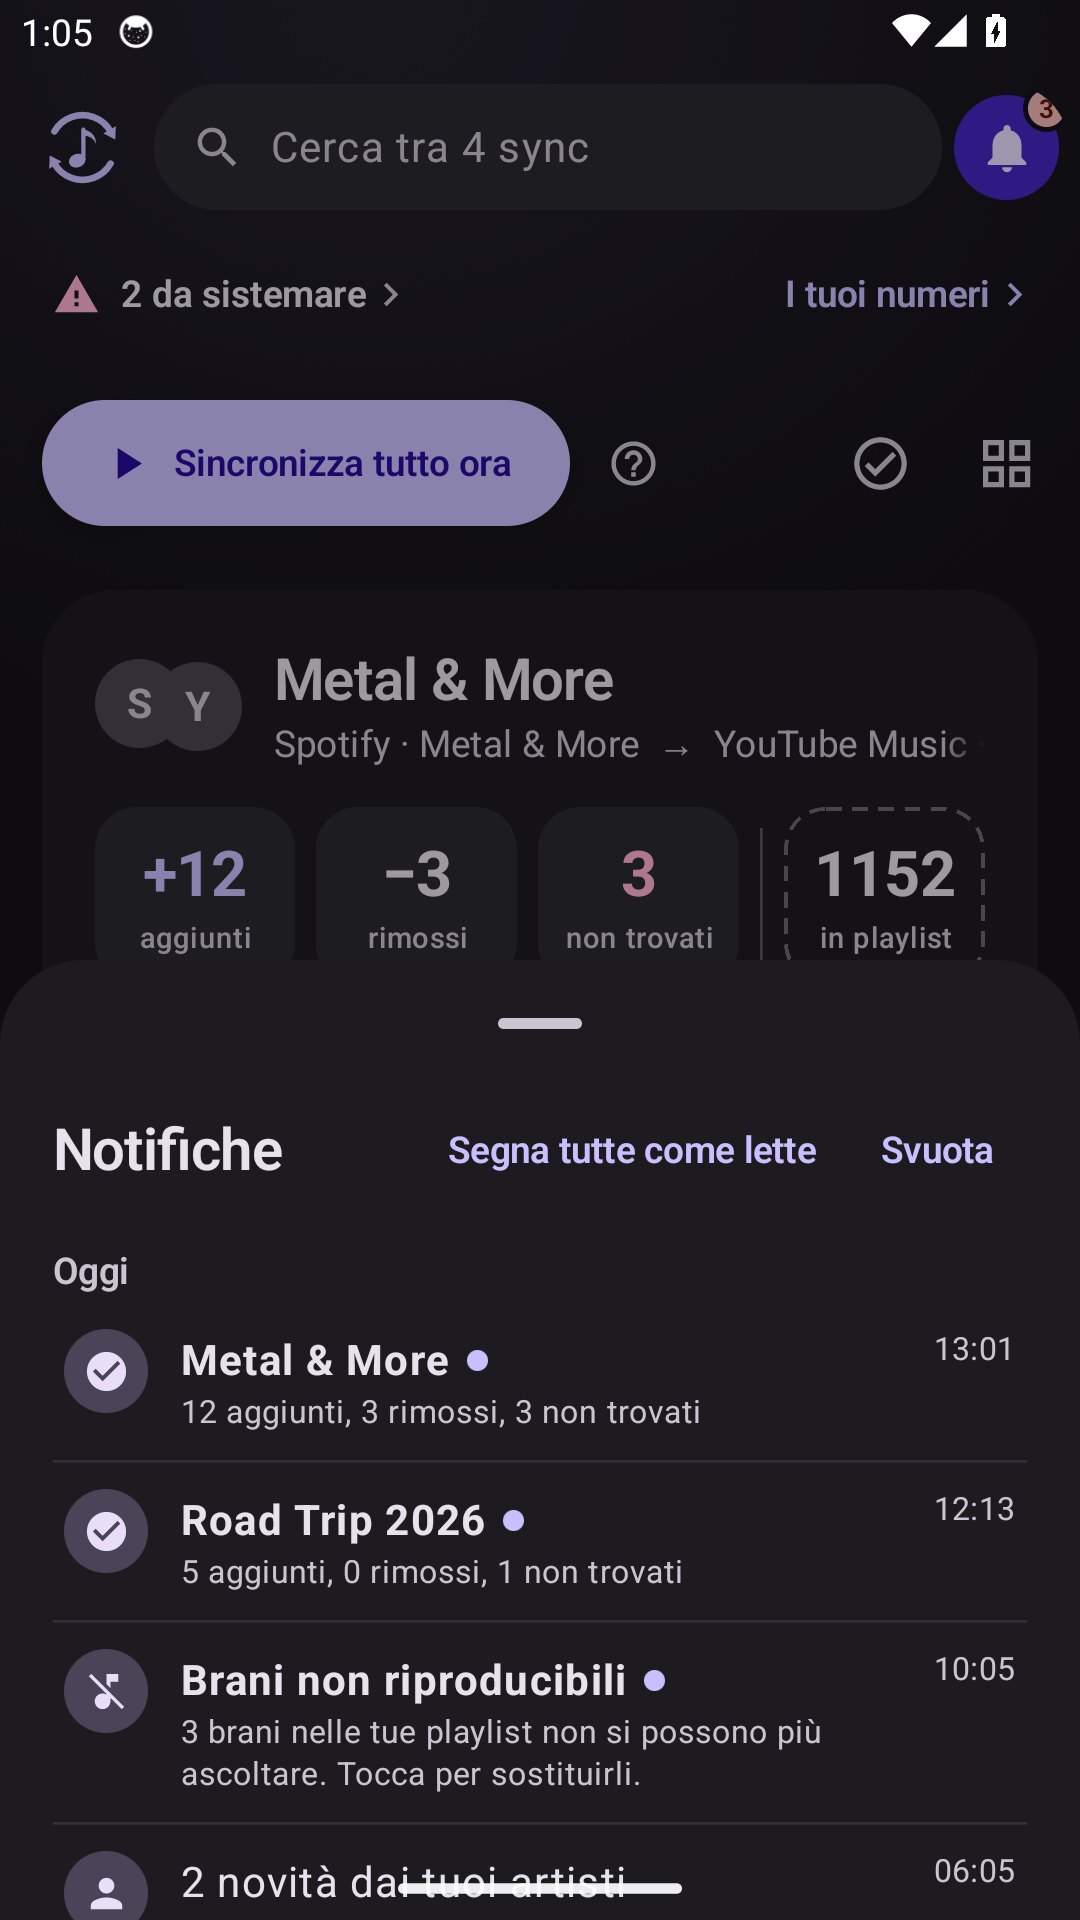 1:05
Cerca tra 4 sync
3
2 da sistemare
I tuoi numeri
Sincronizza tutto ora
S Y
Metal & More
Spotify · Metal & More → YouTube Music
+12
aggiunti
−3
rimossi
3
non trovati
1152
in playlist
Notifiche
Segna tutte come lette
Svuota
Oggi
Metal & More
13:01
12 aggiunti, 3 rimossi, 3 non trovati
Road Trip 2026
12:13
5 aggiunti, 0 rimossi, 1 non trovati
Brani non riproducibili
10:05
3 brani nelle tue playlist non si possono più
ascoltare. Tocca per sostituirli.
2 novità dai tuoi artisti
06:05